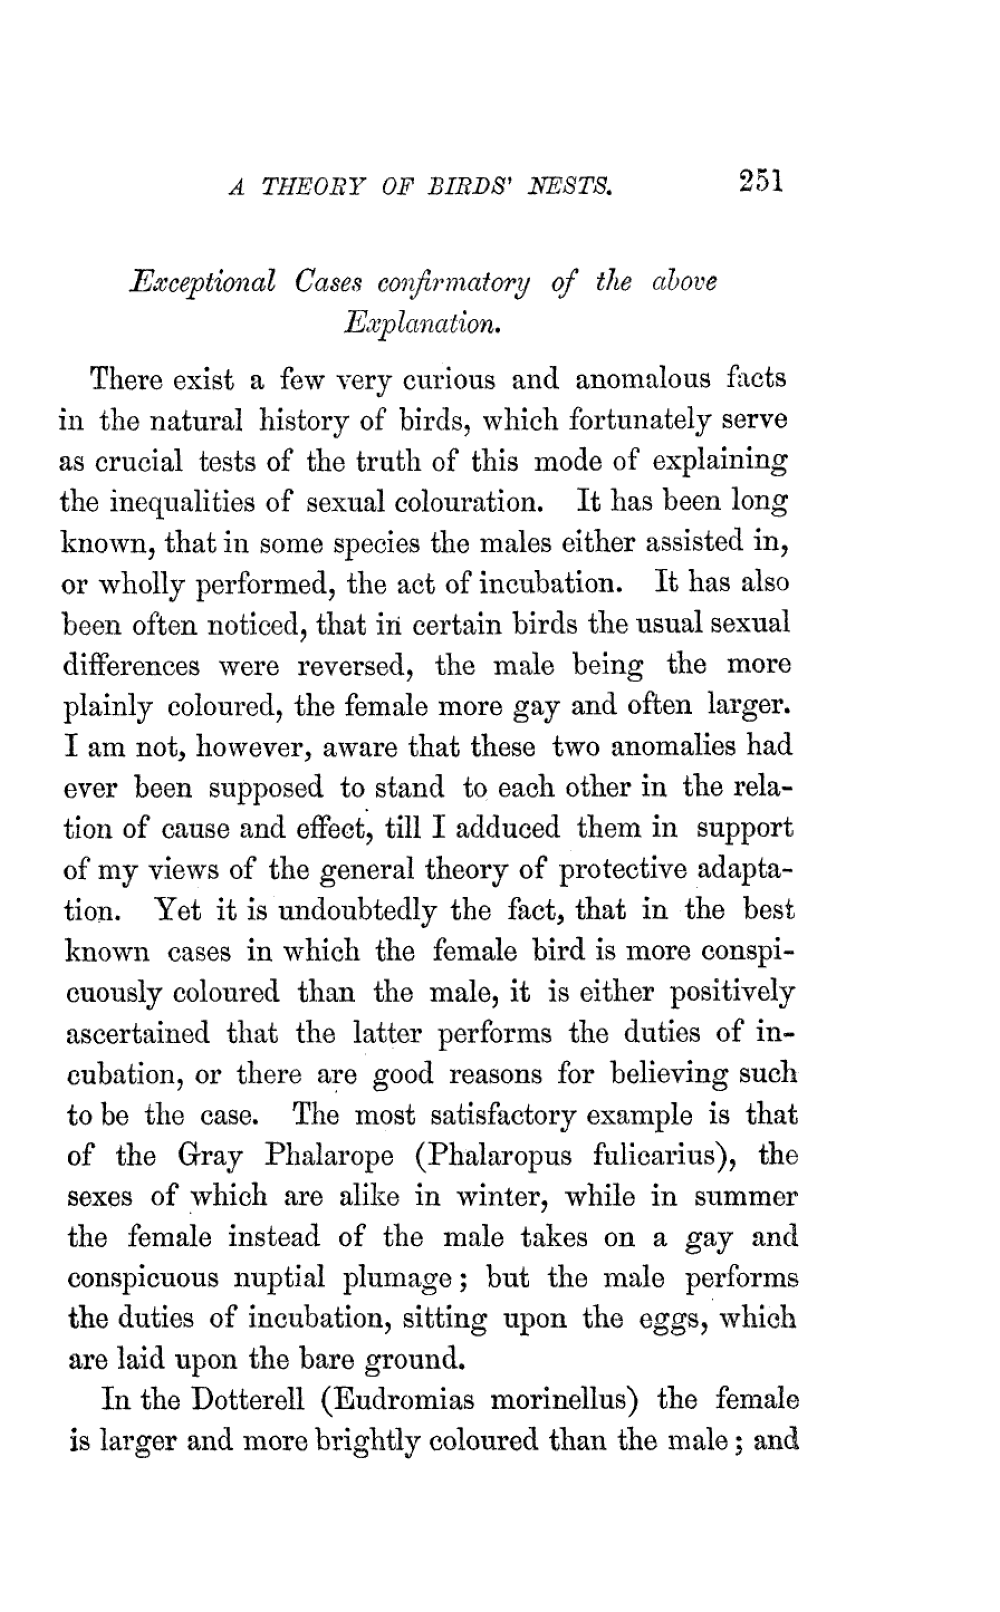 A THEORY OF BIRDS' NESTS. 251
Exceptional Cases confirmatory of the above
Explanation.
There exist a few very curious and anomalous facts
in the natural history of birds, which fortunately serve
as crucial tests of the truth of this mode of explaining
the inequalities of sexual colouration. It has been long
known, that in some species the males either assisted in,
or wholly performed, the act of incubation. It has also
been often noticed, that in certain birds the usual sexual
differences were reversed, the male being the more
plainly coloured, the female more gay and often larger.
I am not, however, aware that these two anomalies had
ever been supposed to stand to each other in the rela-
tion of cause and effect, till I adduced them in support
of my views of the general theory of protective adapta-
tion. Yet it is undoubtedly the fact, that in the best
known cases in which the female bird is more conspi-
cuously coloured than the male, it is either positively
ascertained that the latter performs the duties of in-
cubation, or there are good reasons for believing such
to be the case. The most satisfactory example is that
of the Gray Phalarope (Phalaropus fulicarius), the
sexes of which are alike in winter, while in summer
the female instead of the male takes on a gay and
conspicuous nuptial plumage; but the male performs
the duties of incubation, sitting upon the eggs, which
are laid upon the bare ground.
In the Dotterell (Eudromias morinellus) the female
is larger and more brightly coloured than the male; and